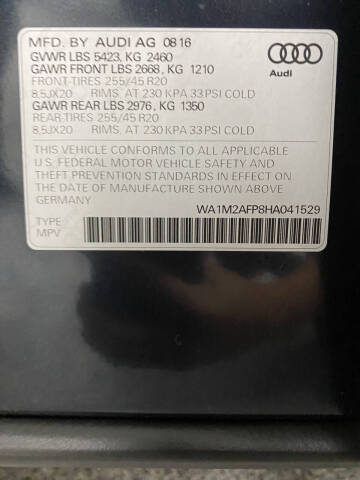 MFD. BY AUDI AG 08 16
GVWR LBS 5423, KG 2460
GAWR FRONT LBS 2668, KG 1210
FRONT-TIRES 255/45 R20
8,5JX20 RIMS, AT 230 KPA 33 PSI COLD
GAWR REAR LBS 2976, KG 1350
REAR-TIRES 255/45 R20
8,5JX20 RIMS, AT 230 KPA 33 PSI COLD
Audi
THIS VEHICLE CONFORMS TO ALL APPLICABLE
U.S. FEDERAL MOTOR VEHICLE SAFETY AND
THEFT PREVENTION STANDARDS IN EFFECT ON
THE DATE OF MANUFACTURE SHOWN ABOVE
GERMANY
WA1M2AFP8HA041529
TYPE
MPV